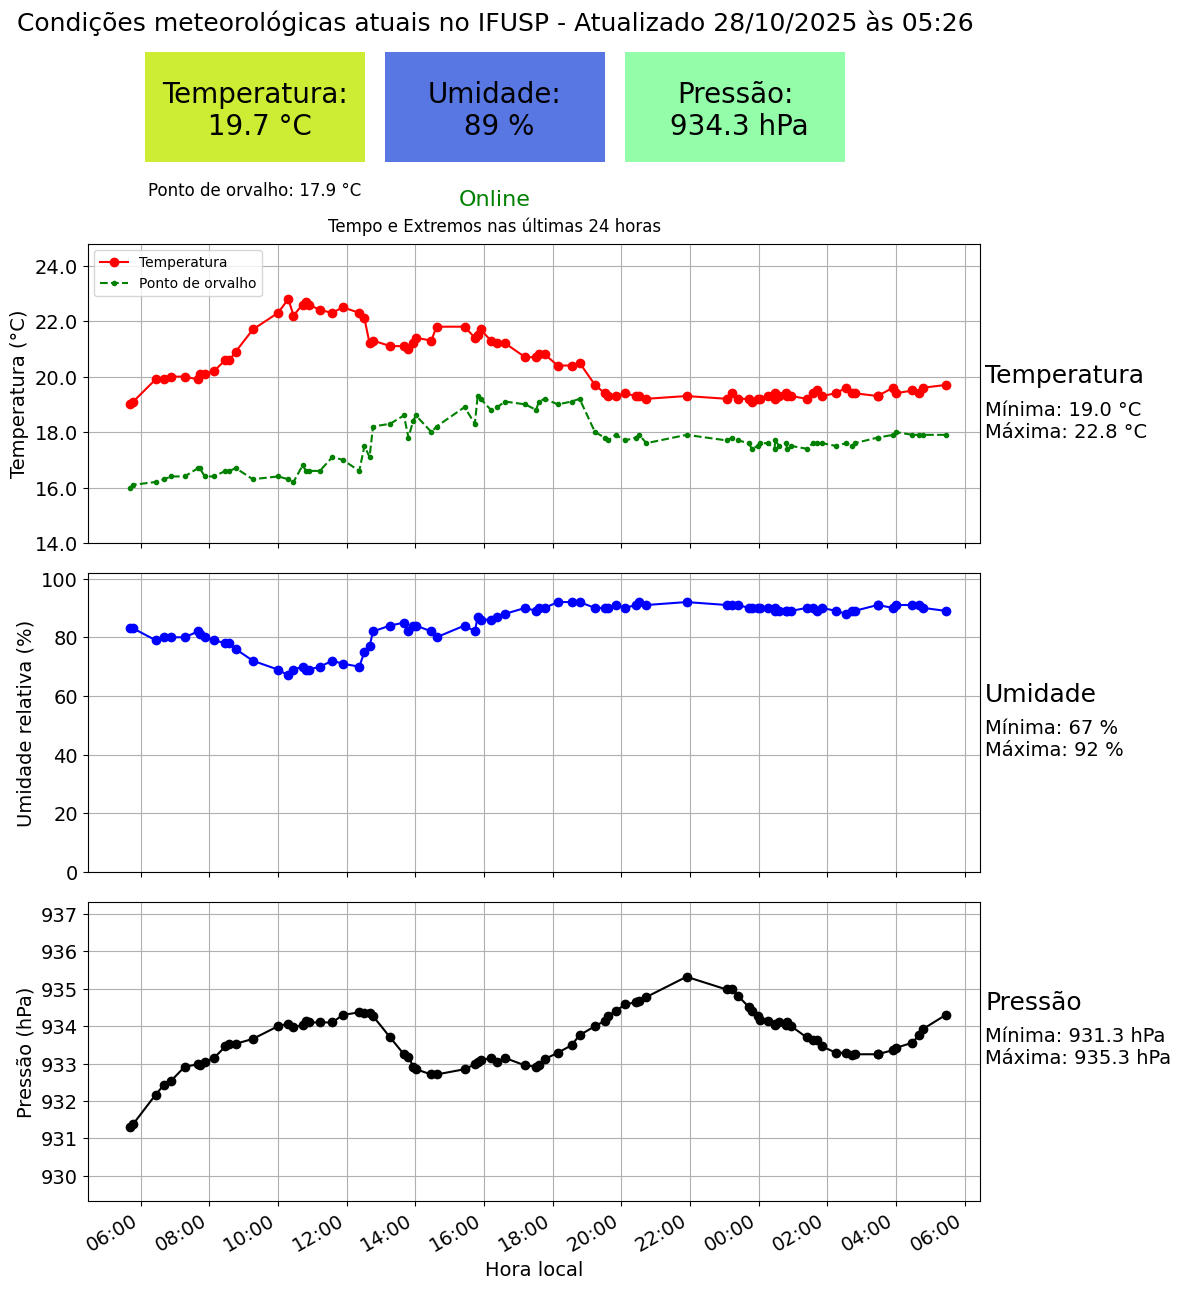 Condições meteorológicas atuais no IFUSP - Atualizado 28/10/2025 às 05:26
Temperatura:
19.7 °C
Umidade:
89 %
Pressão:
934.3 hPa
Ponto de orvalho: 17.9 °C
Online
Tempo e Extremos nas últimas 24 horas
Temperatura
Ponto de orvalho
Temperatura (°C)
24.0
22.0
20.0
18.0
16.0
14.0
Temperatura
Mínima: 19.0 °C
Máxima: 22.8 °C
Umidade relativa (%)
100
80
60
40
20
0
Umidade
Mínima: 67 %
Máxima: 92 %
Pressão (hPa)
937
936
935
934
933
932
931
930
Pressão
Mínima: 931.3 hPa
Máxima: 935.3 hPa
06:00 08:00 10:00 12:00 14:00 16:00 18:00 20:00 22:00 00:00 02:00 04:00 06:00
Hora local